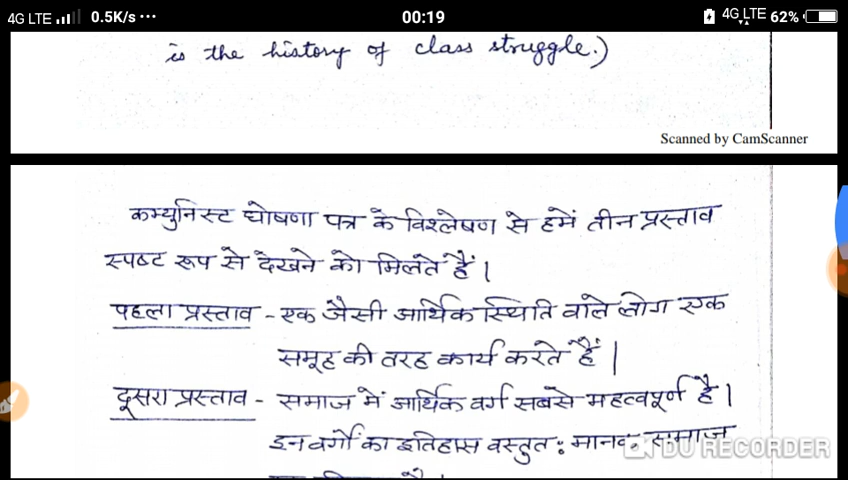 4G LTE 0.5K/s ... 00:19 4G LTE 62%
is the history of class struggle.)
Scanned by CamScanner
कम्युनिस्ट घोषणा पत्र के विश्लेषण से हमें तीन प्रस्ताव
स्पष्ट रूप से देखने को मिलते हैं।
पहला प्रस्ताव - एक जैसी आर्थिक स्थिति वाले लोग एक
समूह की तरह कार्य करते हैं।
दूसरा प्रस्ताव - समाज में आर्थिक वर्ग सबसे महत्वपूर्ण है।
इन वर्गों का इतिहास वस्तुतः मानव समाज
DU RECORDER